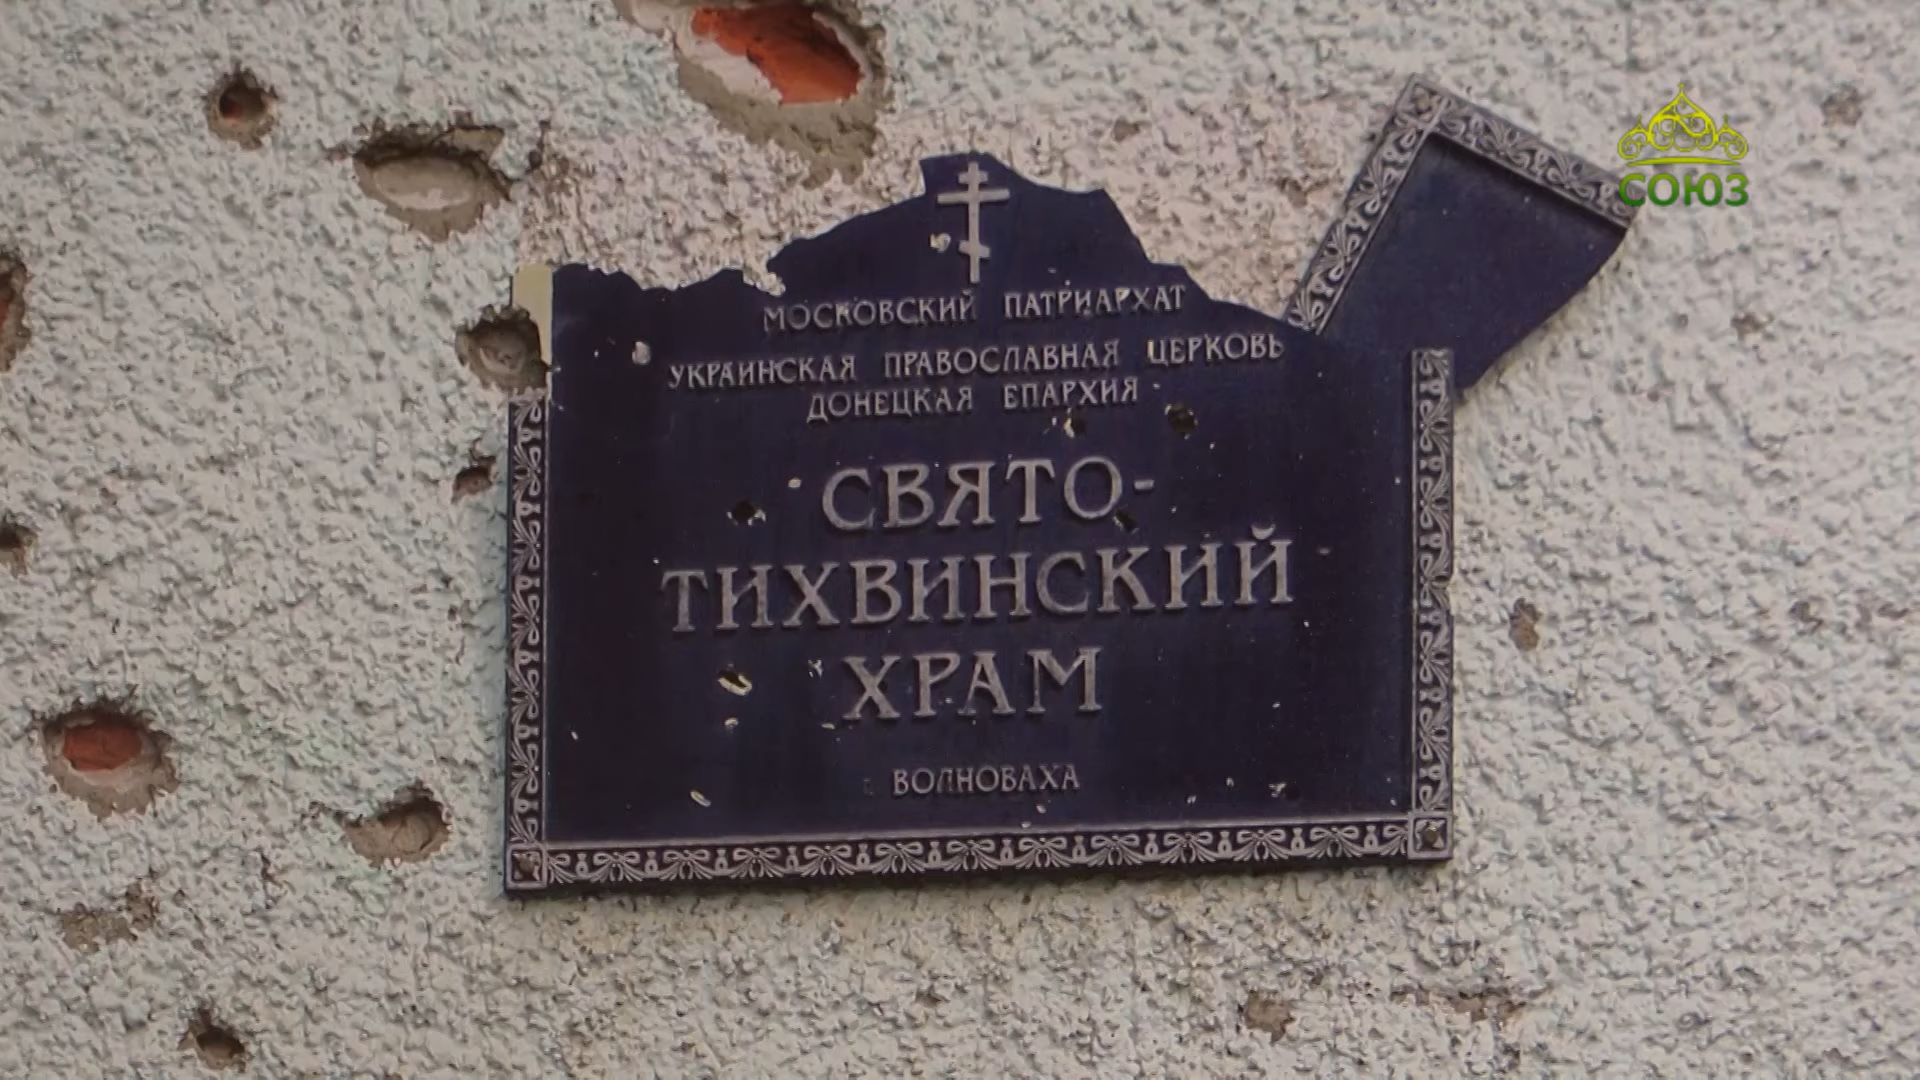 СОЮЗ
МОСКОВСКИЙ ПАТРИАРХАТ
УКРАИНСКАЯ ПРАВОСЛАВНАЯ ЦЕРКОВЬ
ДОНЕЦКАЯ ЕПАРХИЯ
СВЯТО-
ТИХВИНСКИЙ
ХРАМ
ВОЛНОВАХА